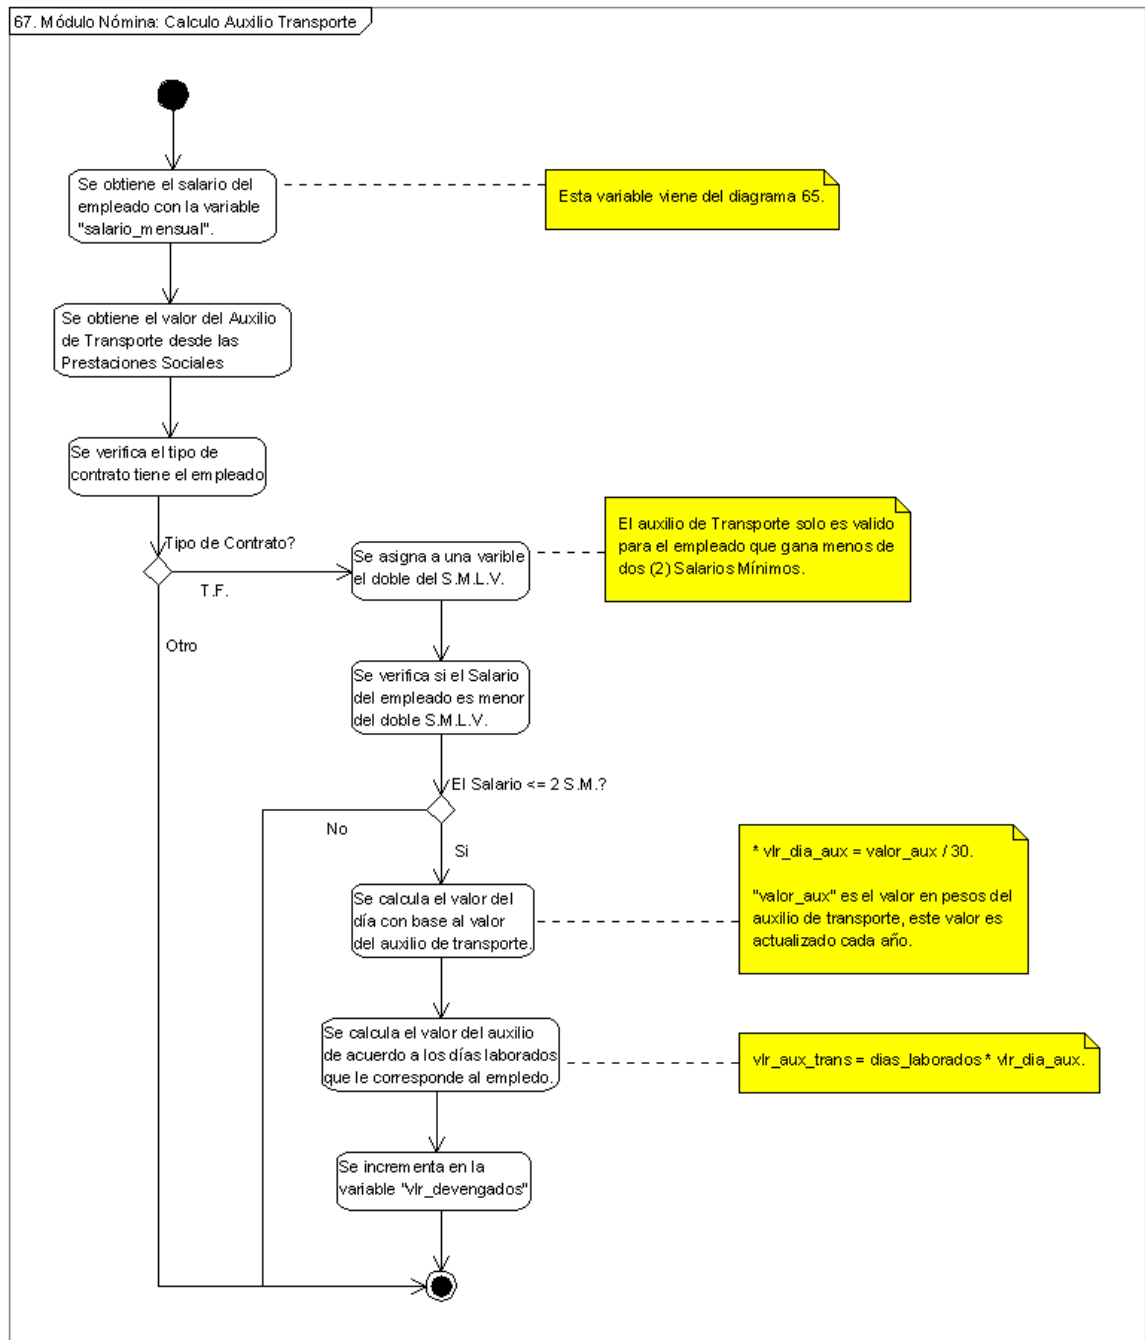 67. Módulo Nómina: Calculo Auxilio Transporte
Se obtiene el salario del
empleado con la variable
"salario_mensual".
Esta variable viene del diagrama 65.
Se obtiene el valor del Auxilio
de Transporte desde las
Prestaciones Sociales
Se verifica el tipo de
contrato tiene el empleado
Tipo de Contrato?
T.F.
Otro
Se asigna a una varible
el doble del S.M.L.V.
El auxilio de Transporte solo es valido
para el empleado que gana menos de
dos (2) Salarios Mínimos.
Se verifica si el Salario
del empleado es menor
del doble S.M.L.V.
El Salario <= 2 S.M.?
No
Si
Se calcula el valor del
día con base al valor
del auxilio de transporte.
* vlr_dia_aux = valor_aux / 30.
"valor_aux" es el valor en pesos del
auxilio de transporte, este valor es
actualizado cada año.
Se calcula el valor del auxilio
de acuerdo a los días laborados
que le corresponde al empledo.
vlr_aux_trans = dias_laborados * vlr_dia_aux.
Se incrementa en la
variable "vlr_devengados"